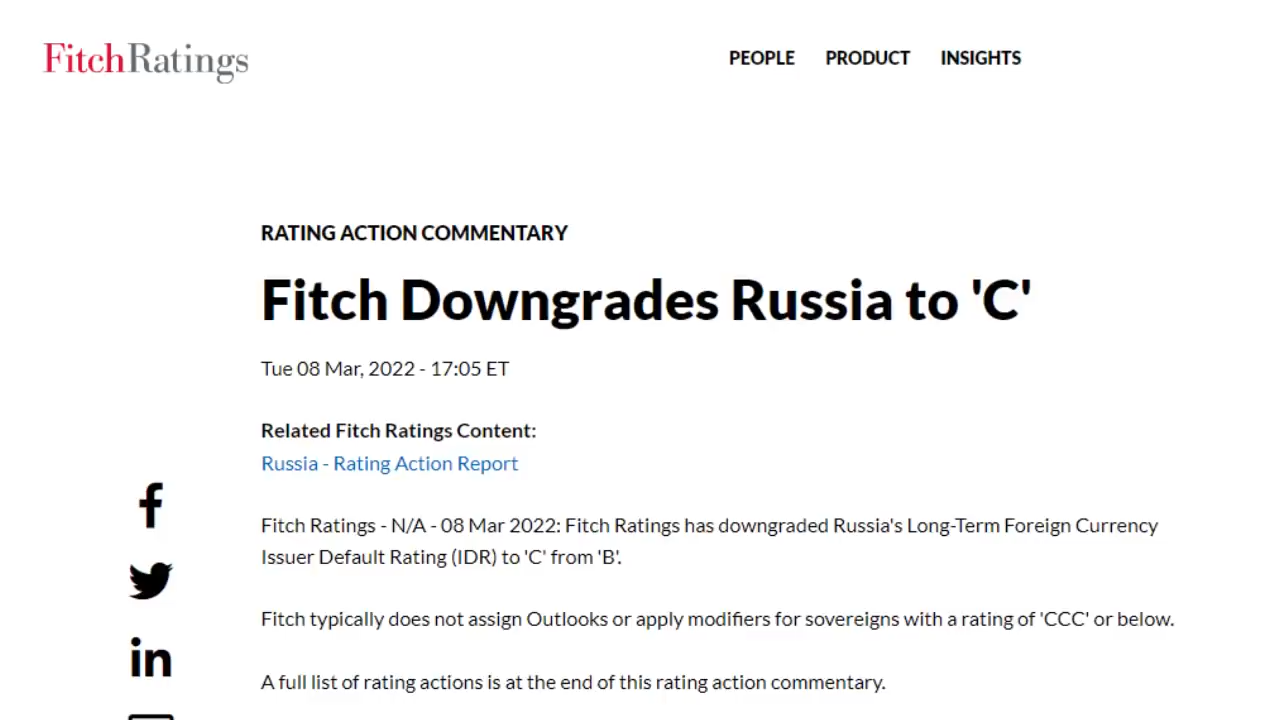 FitchRatings
PEOPLE PRODUCT INSIGHTS
RATING ACTION COMMENTARY
Fitch Downgrades Russia to 'C'
Tue 08 Mar, 2022 - 17:05 ET
Related Fitch Ratings Content:
Russia - Rating Action Report
Fitch Ratings - N/A - 08 Mar 2022: Fitch Ratings has downgraded Russia's Long-Term Foreign Currency
Issuer Default Rating (IDR) to 'C' from 'B'.
Fitch typically does not assign Outlooks or apply modifiers for sovereigns with a rating of 'CCC' or below.
A full list of rating actions is at the end of this rating action commentary.